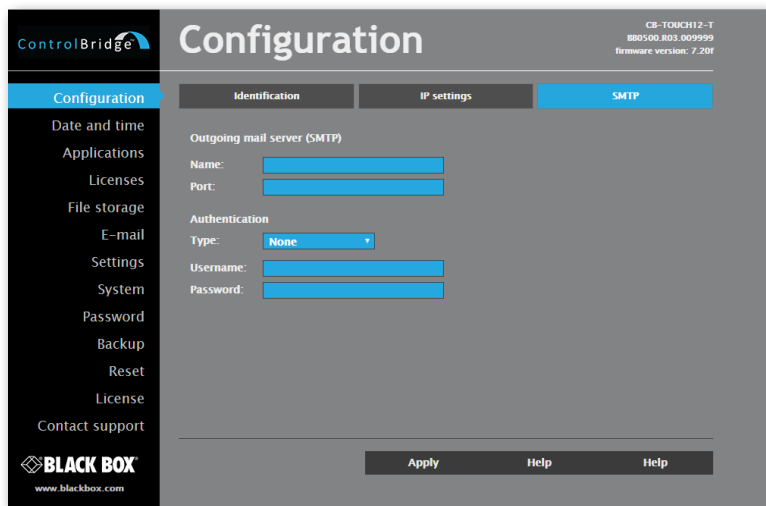 ControlBridge™
Configuration
CB-TOUCH12-T
BB0500.R03.009999
firmware version: 7.20f
Configuration
Date and time
Applications
Licenses
File storage
E-mail
Settings
System
Password
Backup
Reset
License
Contact support
BLACK BOX®
www.blackbox.com
Identification
IP settings
SMTP
Outgoing mail server (SMTP)
Name:
Port:
Authentication
Type:
None
Username:
Password:
Apply
Help
Help